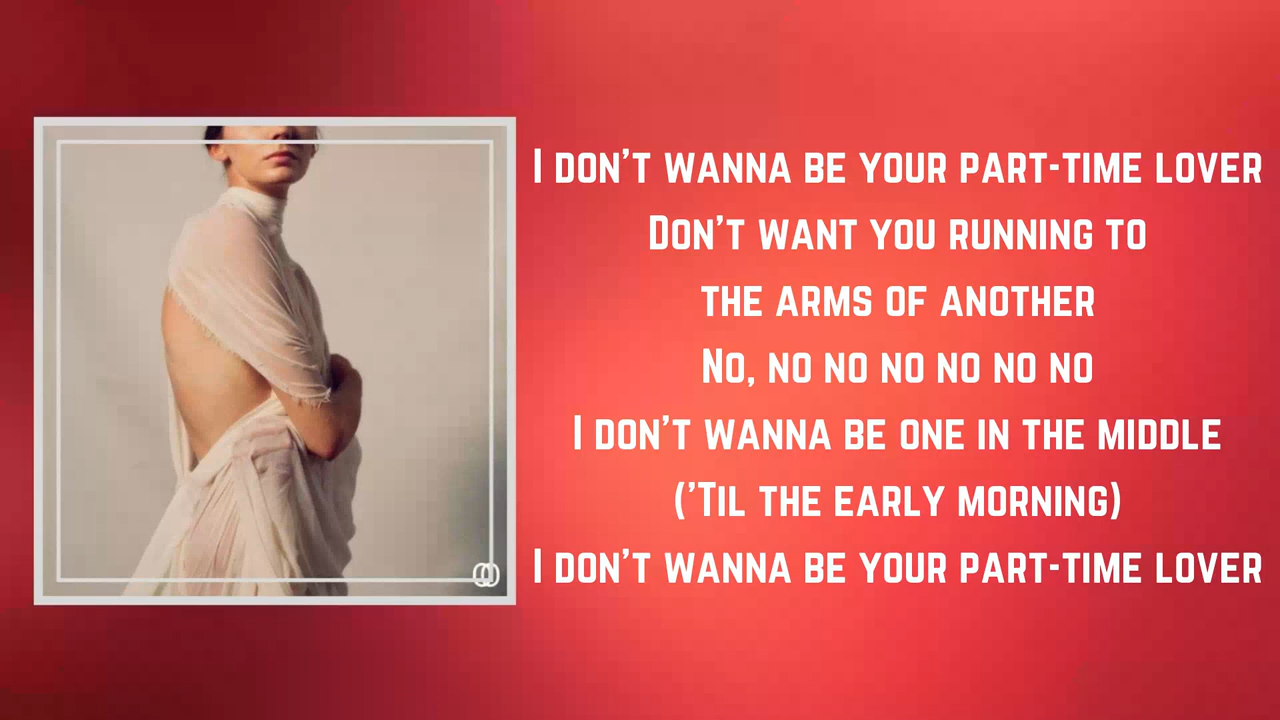 I DON'T WANNA BE YOUR PART-TIME LOVER
DON'T WANT YOU RUNNING TO
THE ARMS OF ANOTHER
NO, NO NO NO NO NO NO
I DON'T WANNA BE ONE IN THE MIDDLE
('TIL THE EARLY MORNING)
I DON'T WANNA BE YOUR PART-TIME LOVER